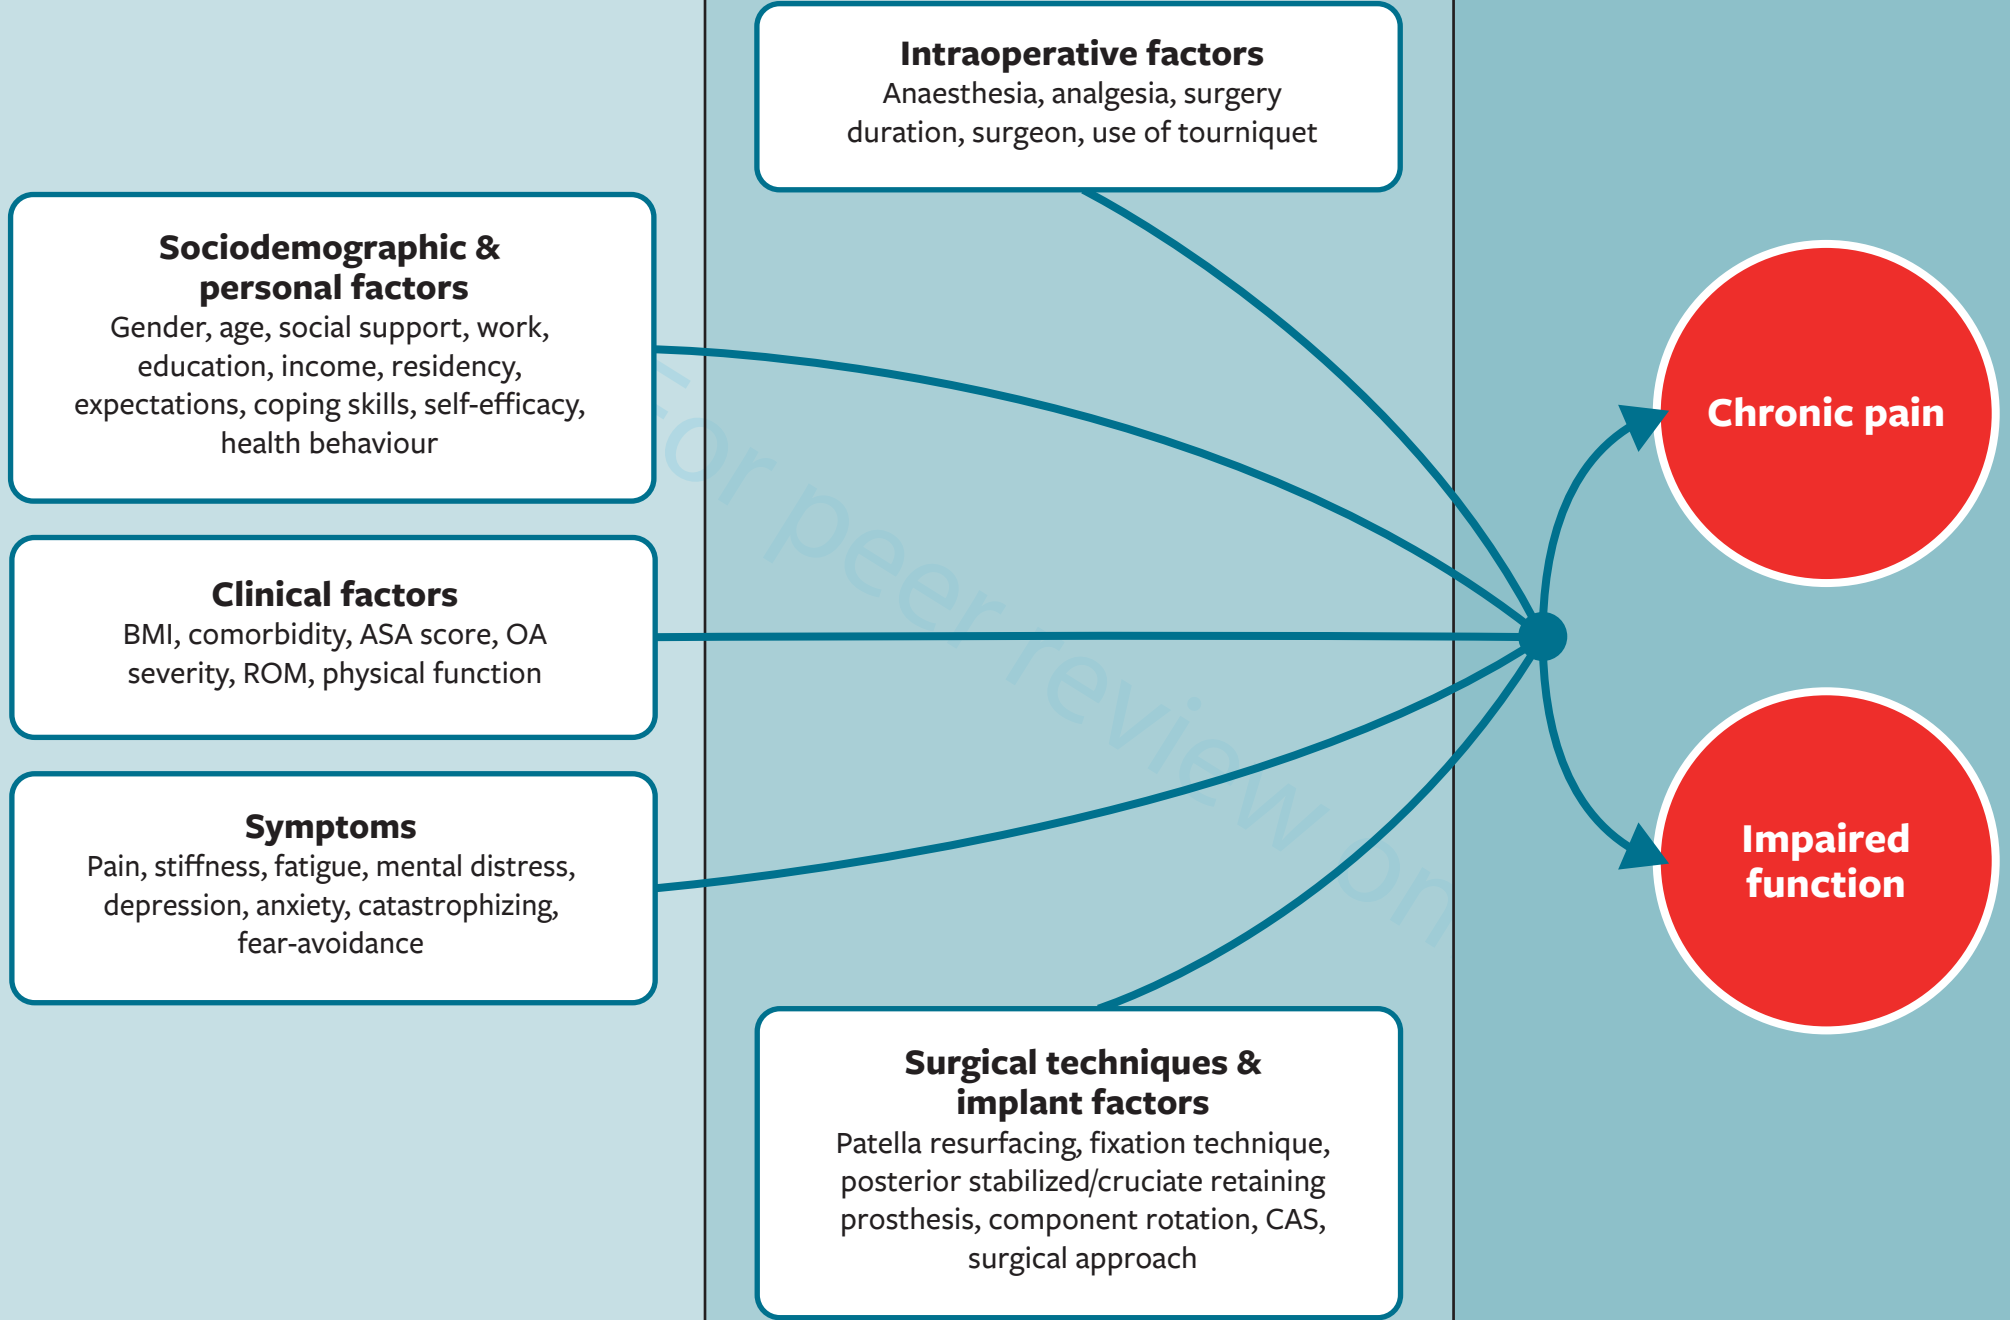 Intraoperative factors
Anaesthesia, analgesia, surgery
duration, surgeon, use of tourniquet
Sociodemographic &
personal factors
Gender, age, social support, work,
education, income, residency,
expectations, coping skills, self-efficacy,
health behaviour
Clinical factors
BMI, comorbidity, ASA score, OA
severity, ROM, physical function
Symptoms
Pain, stiffness, fatigue, mental distress,
depression, anxiety, catastrophizing,
fear-avoidance
Surgical techniques &
implant factors
Patella resurfacing, fixation technique,
posterior stabilized/cruciate retaining
prosthesis, component rotation, CAS,
surgical approach
Chronic pain
Impaired
function
For peer review on